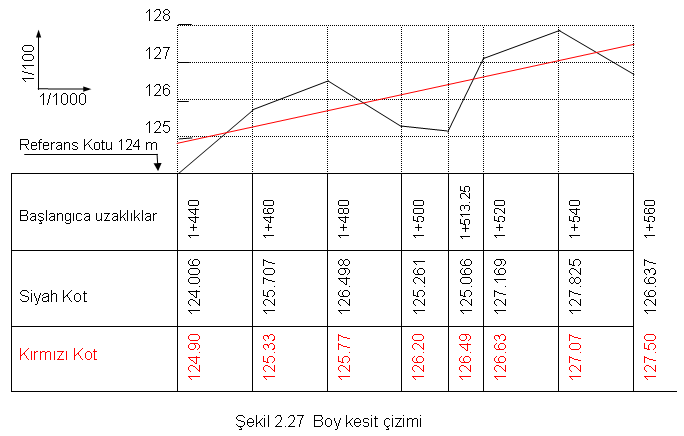 128
127
126
125
1/100
1/1000
Referans Kotu 124 m
Başlangıca uzaklıklar 1+440 1+460 1+480 1+500 1+513.25 1+520 1+540 1+560
Siyah Kot 124.006 125.707 126.498 125.261 125.066 127.169 127.825 126.637
Kırmızı Kot 124.90 125.33 125.77 126.20 126.49 126.63 127.07 127.50
Şekil 2.27 Boy kesit çizimi